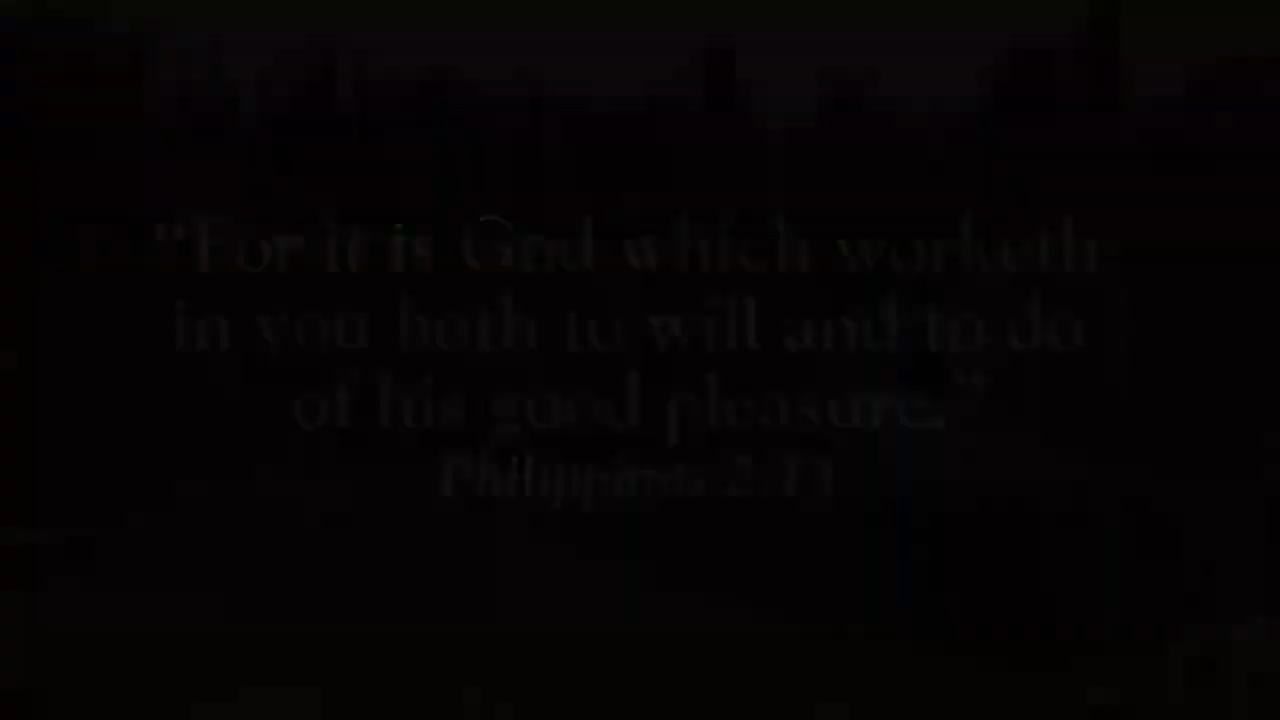 “For it is God which worketh
in you both to will and to do
of his good pleasure.”
Philippians 2:13